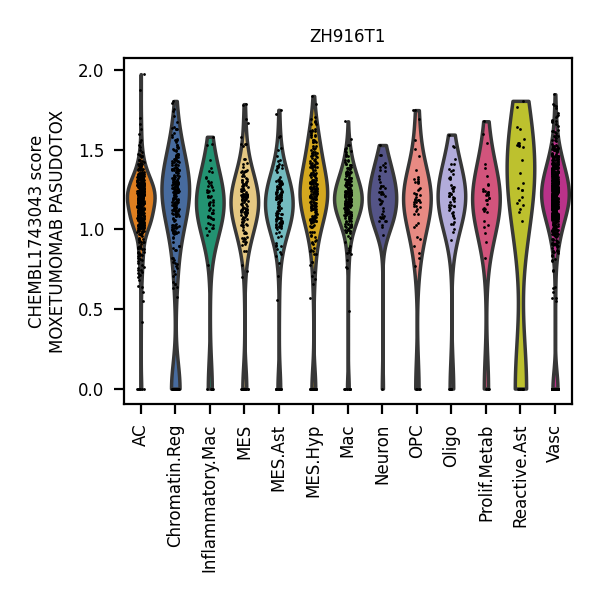 ZH916T1
CHEMBL1743043 score
MOXETUMOMAB PASUDOTOX
2.0
1.5
1.0
0.5
0.0
AC
Chromatin.Reg
Inflammatory.Mac
MES
MES.Ast
MES.Hyp
Mac
Neuron
OPC
Oligo
Prolif.Metab
Reactive.Ast
Vasc